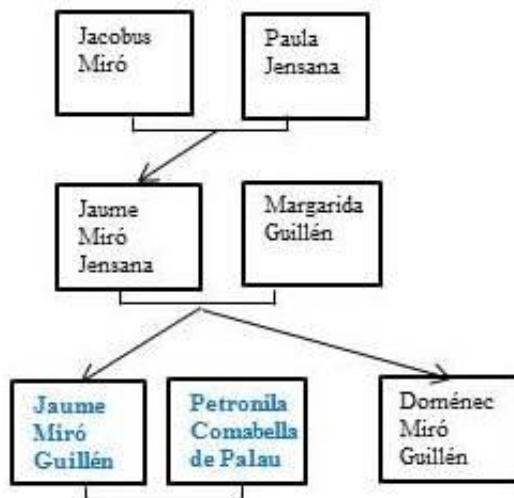 Jacobus
Miró
Paula
Jensana
Jaume
Miró
Jensana
Margarida
Guillén
Jaume
Miró
Guillén
Petronila
Comabella
de Palau
Doménec
Miró
Guillén